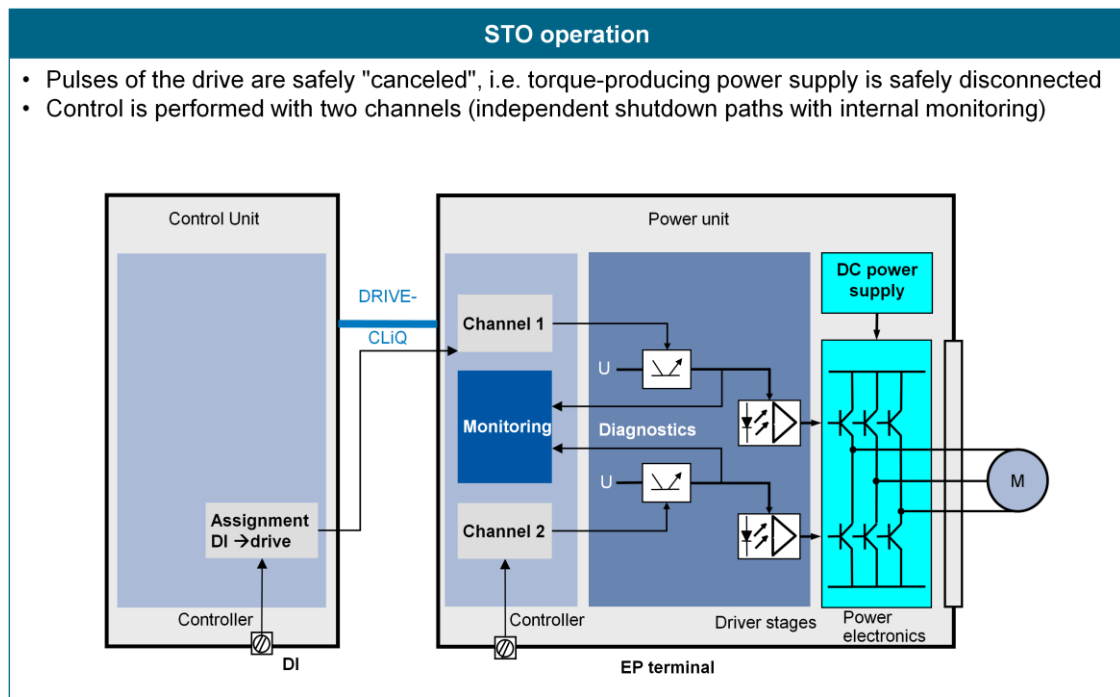 STO operation
• Pulses of the drive are safely "canceled", i.e. torque-producing power supply is safely disconnected
• Control is performed with two channels (independent shutdown paths with internal monitoring)
Control Unit
Power unit
DRIVE-
CLiQ
DC power
supply
Channel 1
U
Monitoring
Diagnostics
U
M
Assignment
DI →drive
Channel 2
Controller
Controller
Driver stages
Power
electronics
DI
EP terminal